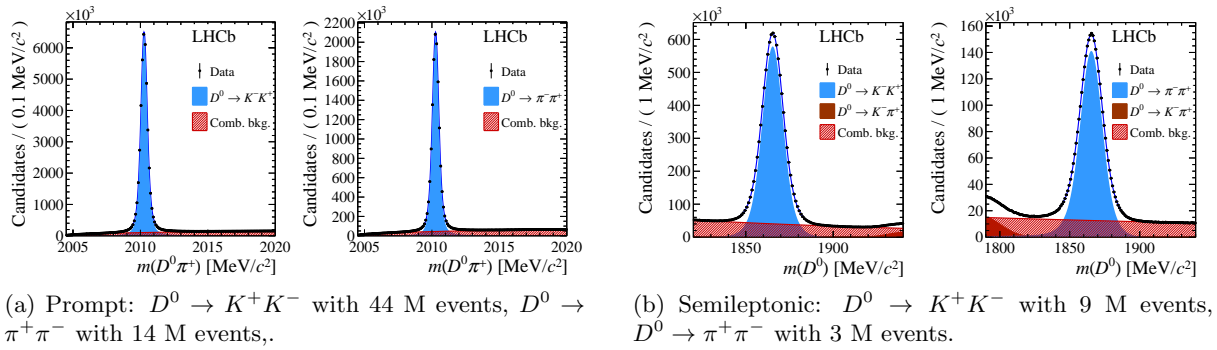 ×10³
LHCb
Data
D⁰ → K⁻K⁺
Comb. bkg.
Candidates / ( 0.1 MeV/c² )
6000
5000
4000
3000
2000
1000
0
2005 2010 2015 2020
m(D⁰π⁺) [MeV/c²]
×10³
LHCb
Data
D⁰ → π⁻π⁺
Comb. bkg.
Candidates / ( 0.1 MeV/c² )
2200
2000
1800
1600
1400
1200
1000
800
600
400
200
0
2005 2010 2015 2020
m(D⁰π⁺) [MeV/c²]
(a) Prompt: D⁰ → K⁺K⁻ with 44 M events, D⁰ →
π⁺π⁻ with 14 M events,.
×10³
LHCb
Data
D⁰ → K⁻K⁺
D⁰ → K⁻π⁺
Comb. bkg.
Candidates / ( 1 MeV/c² )
600
400
200
0
1850 1900
m(D⁰) [MeV/c²]
×10³
LHCb
Data
D⁰ → π⁻π⁺
D⁰ → K⁻π⁺
Comb. bkg.
Candidates / ( 1 MeV/c² )
160
140
120
100
80
60
40
20
0
1800 1850 1900
m(D⁰) [MeV/c²]
(b) Semileptonic: D⁰ → K⁺K⁻ with 9 M events,
D⁰ → π⁺π⁻ with 3 M events.